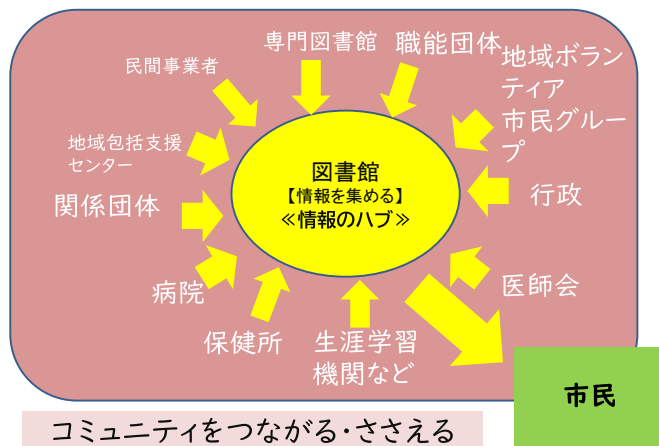 専門図書館
職能団体
民間事業者
地域ボラン
ティア
市民グルー
プ
地域包括支援
センター
図書館
【情報を集める】
≪情報のハブ≫
関係団体
行政
病院
医師会
保健所
生涯学習
機関など
市民
コミュニティをつながる・ささえる